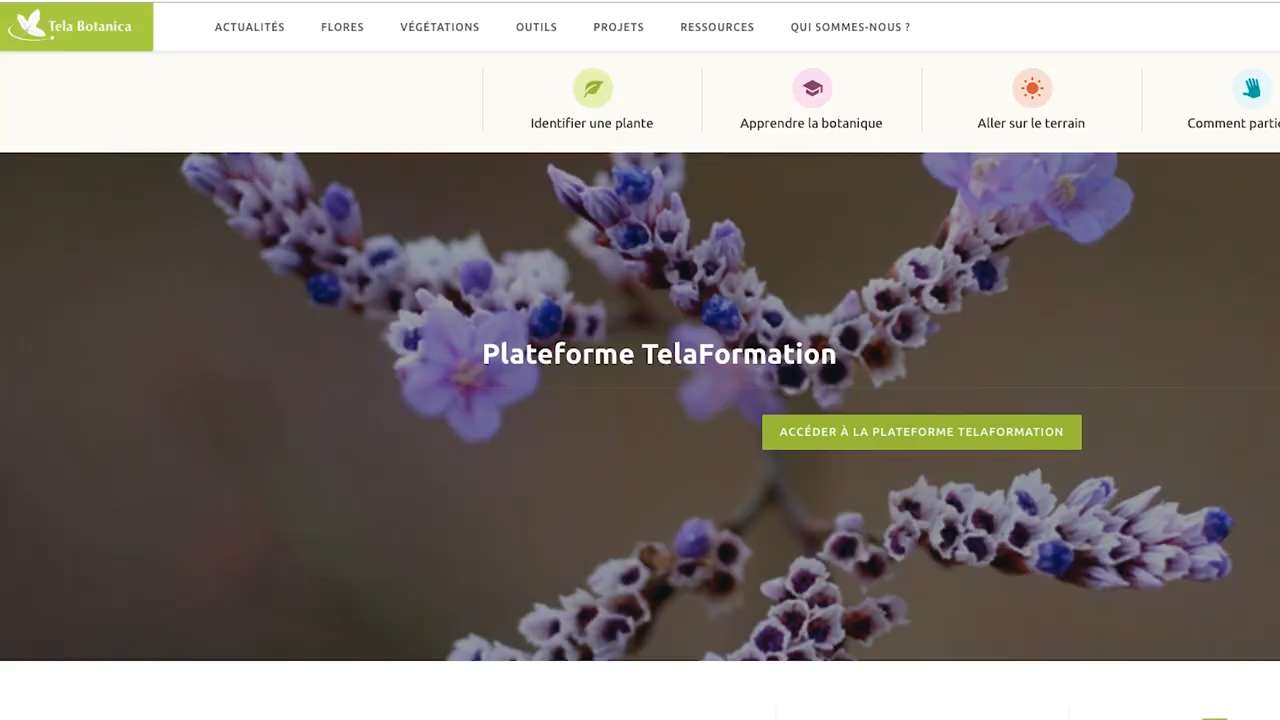 Tela Botanica
ACTUALITÉS FLORES VÉGÉTATIONS OUTILS PROJETS RESSOURCES QUI SOMMES-NOUS ?
Identifier une plante Apprendre la botanique Aller sur le terrain Comment
Plateforme TelaFormation
ACCÉDER À LA PLATEFORME TELAFORMATION